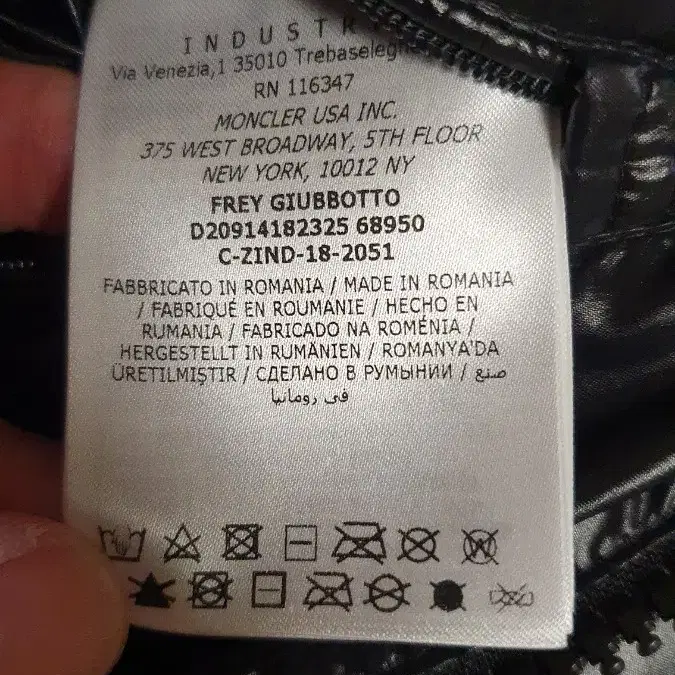 INDUSTR
Via Venezia,1 35010 Trebaselegh
RN 116347
MONCLER USA INC.
375 WEST BROADWAY, 5TH FLOOR
NEW YORK, 10012 NY
FREY GIUBBOTTO
D20914182325 68950
C-ZIND-18-2051
FABBRICATO IN ROMANIA / MADE IN ROMANIA
/ FABRIQUÉ EN ROUMANIE / HECHO EN
RUMANIA / FABRICADO NA ROMÉNIA /
HERGESTELLT IN RUMÄNIEN / ROMANYA'DA
ÜRETILMIŞTIR / СДЕЛАНО В РУМЫНИИ / صنع
في رومانيا
W